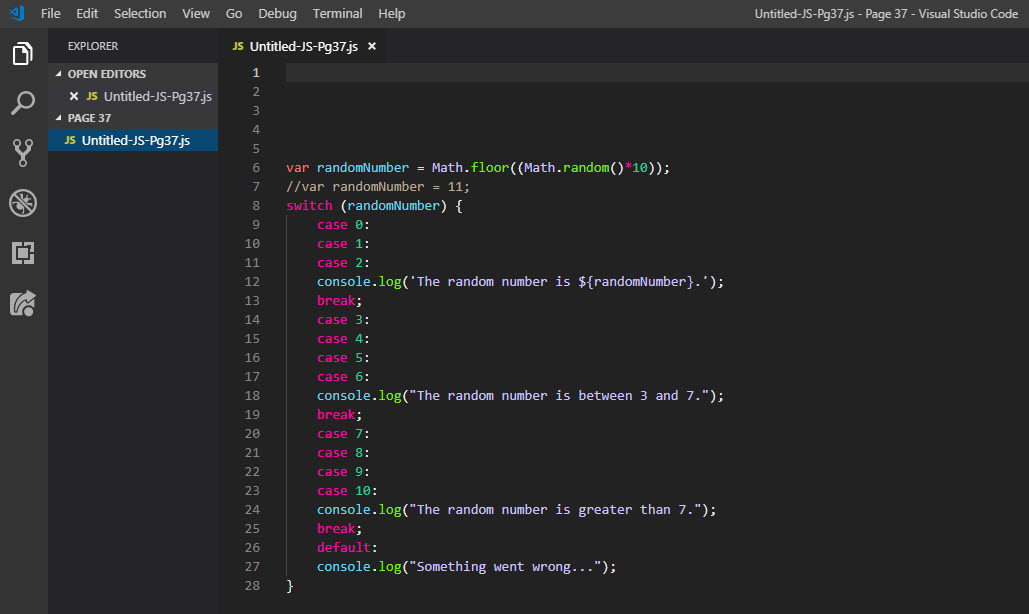 File Edit Selection View Go Debug Terminal Help Untitled-JS-Pg37.js - Page 37 - Visual Studio Code
EXPLORER
JS Untitled-JS-Pg37.js ×
OPEN EDITORS
× JS Untitled-JS-Pg37.js
PAGE 37
JS Untitled-JS-Pg37.js
1
2
3
4
5
6 var randomNumber = Math.floor((Math.random()*10));
7 //var randomNumber = 11;
8 switch (randomNumber) {
9     case 0:
10     case 1:
11     case 2:
12     console.log('The random number is ${randomNumber}.');
13     break;
14     case 3:
15     case 4:
16     case 5:
17     case 6:
18     console.log("The random number is between 3 and 7.");
19     break;
20     case 7:
21     case 8:
22     case 9:
23     case 10:
24     console.log("The random number is greater than 7.");
25     break;
26     default:
27     console.log("Something went wrong...");
28 }